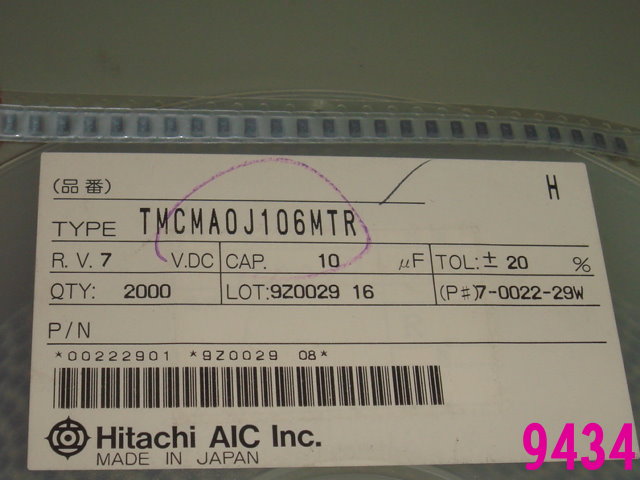 (品番)
H
TYPE TMCMA0J106MTR
R.V. 7 V.DC CAP. 10 µF TOL: ± 20 %
QTY: 2000 LOT:9Z0029 16 (P#)7-0022-29W
P/N
*00222901 *9Z0029 08*
Hitachi AIC Inc.
MADE IN JAPAN
9434